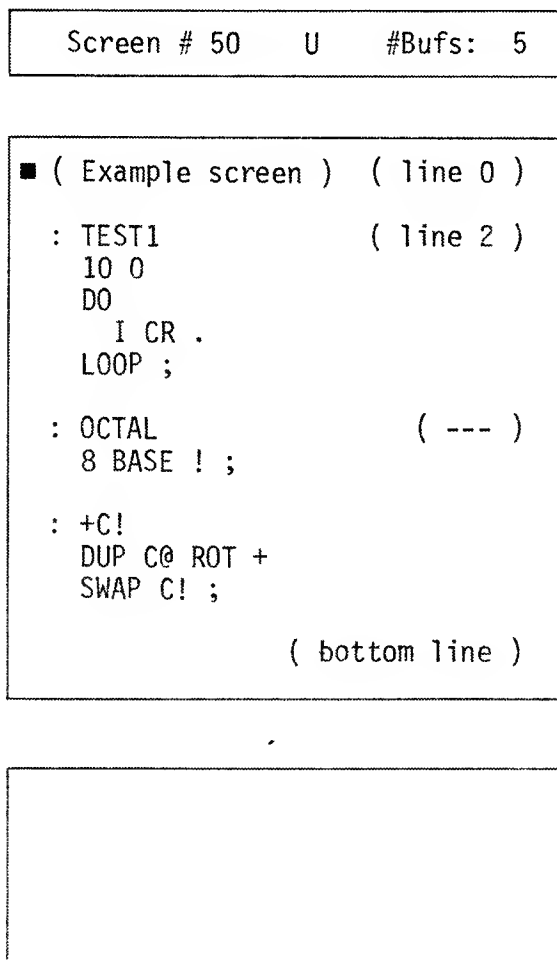 Screen # 50 U #Bufs: 5
( Example screen ) ( line 0 )
: TEST1 ( line 2 )
10 0
DO
I CR .
LOOP ;
: OCTAL ( --- )
8 BASE ! ;
: +C!
DUP C@ ROT +
SWAP C! ;
( bottom line )